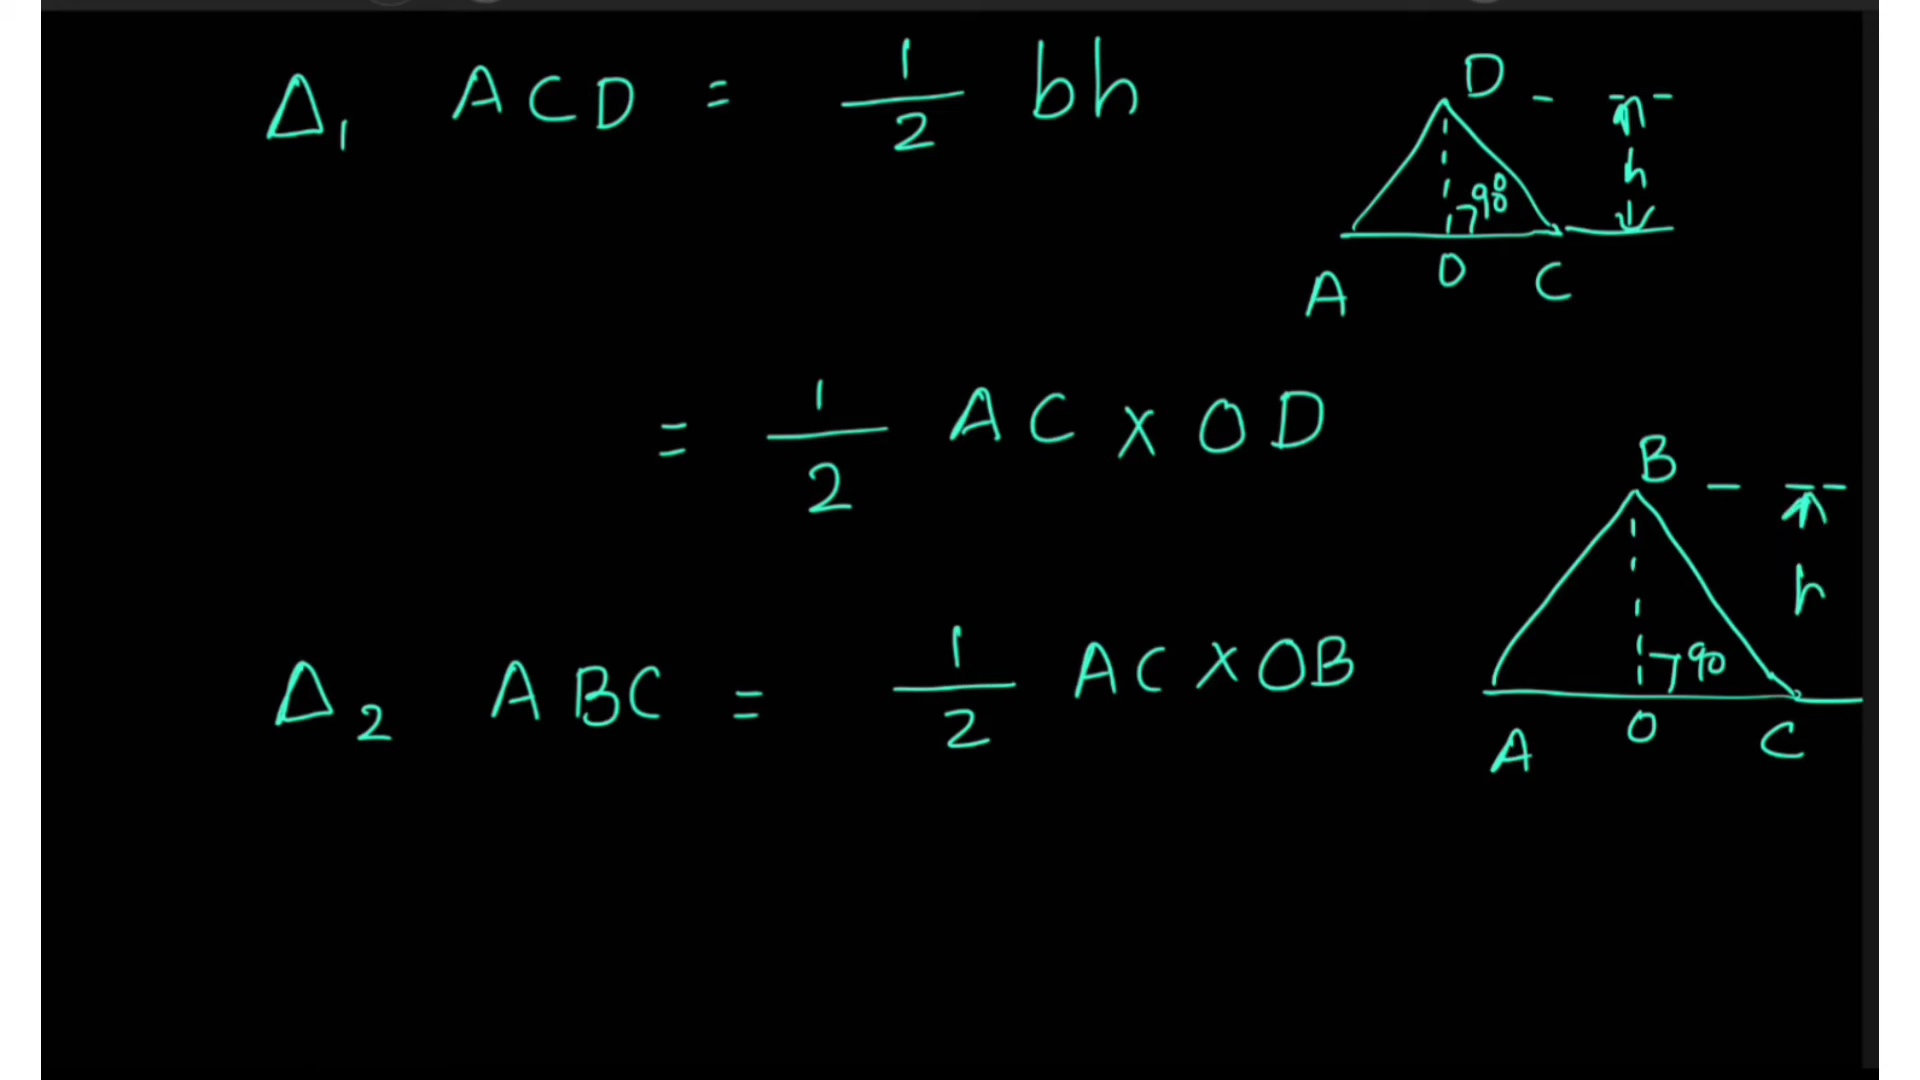 Δ₁ ACD = 1/2 bh
D
h
90
A O C
= 1/2 AC × OD
B
h
Δ₂ ABC = 1/2 AC × OB
90
A O C